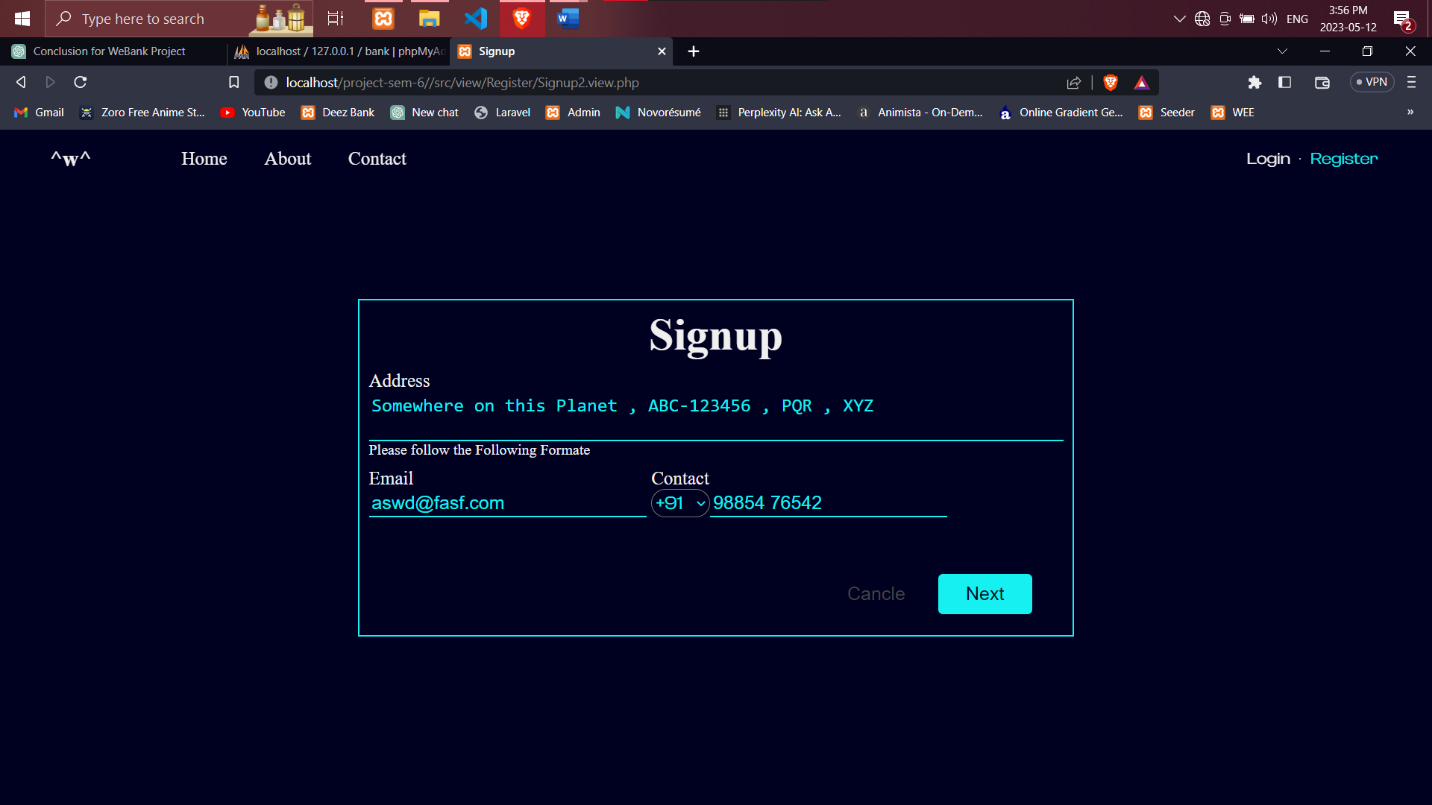 Type here to search
ENG
3:56 PM
2023-05-12
2
Conclusion for WeBank Project
localhost / 127.0.0.1 / bank | phpMyAd
Signup
localhost/project-sem-6//src/view/Register/Signup2.view.php
VPN
Gmail
Zoro Free Anime St...
YouTube
Deez Bank
New chat
Laravel
Admin
Novorésumé
Perplexity AI: Ask A...
Animista - On-Dem...
Online Gradient Ge...
Seeder
WEE
»
^w^
Home
About
Contact
Login · Register
Signup
Address
Somewhere on this Planet , ABC-123456 , PQR , XYZ
Please follow the Following Formate
Email
Contact
aswd@fasf.com
+91
98854 76542
Cancle
Next